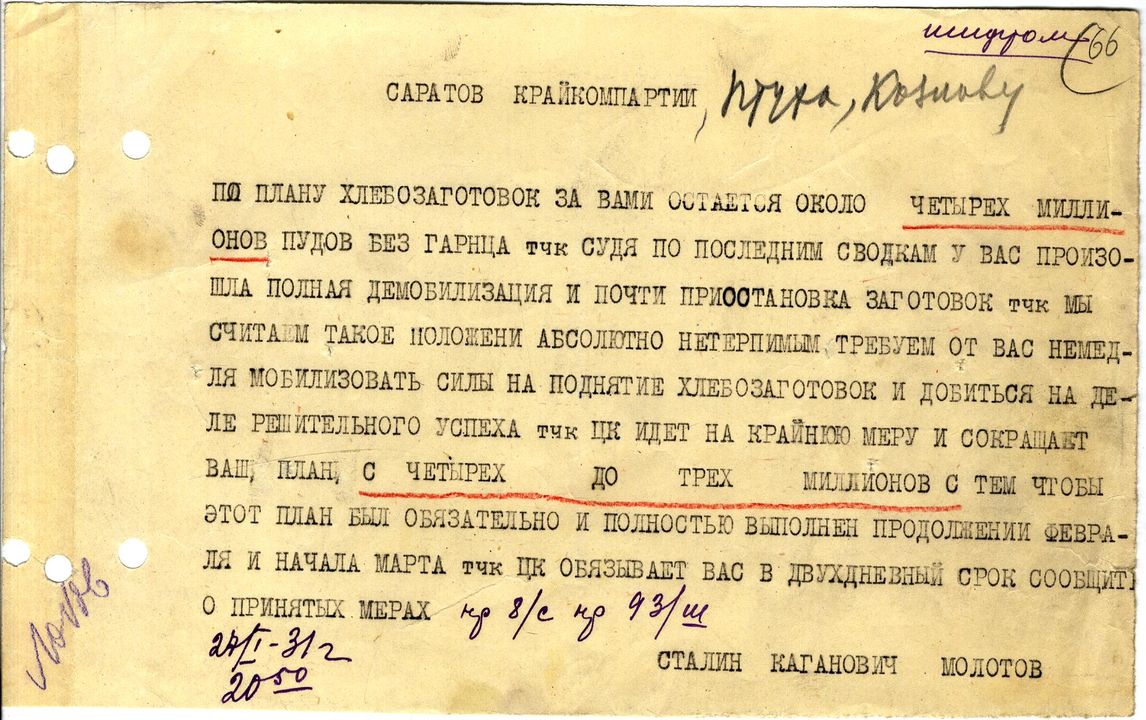 шифром 66
САРАТОВ КРАЙКОМПАРТИИ, Птуха, Козлову
ПО ПЛАНУ ХЛЕБОЗАГОТОВОК ЗА ВАМИ ОСТАЕТСЯ ОКОЛО ЧЕТЫРЕХ МИЛЛИ-
ОНОВ ПУДОВ БЕЗ ГАРНЦА тчк СУДЯ ПО ПОСЛЕДНИМ СВОДКАМ У ВАС ПРОИЗО-
ШЛА ПОЛНАЯ ДЕМОБИЛИЗАЦИЯ И ПОЧТИ ПРИОСТАНОВКА ЗАГОТОВОК тчк МЫ
СЧИТАЕМ ТАКОЕ ПОЛОЖЕНИ АБСОЛЮТНО НЕТЕРПИМЫМ, ТРЕБУЕМ ОТ ВАС НЕМЕД-
ЛЯ МОБИЛИЗОВАТЬ СИЛЫ НА ПОДНЯТИЕ ХЛЕБОЗАГОТОВОК И ДОБИТЬСЯ НА ДЕ-
ЛЕ РЕШИТЕЛЬНОГО УСПЕХА тчк ЦК ИДЕТ НА КРАЙНЮЮ МЕРУ И СОКРАЩАЕТ
ВАШ, ПЛАН, С ЧЕТЫРЕХ ДО ТРЕХ МИЛЛИОНОВ С ТЕМ ЧТОБЫ
ЭТОТ ПЛАН БЫЛ ОБЯЗАТЕЛЬНО И ПОЛНОСТЬЮ ВЫПОЛНЕН ПРОДОЛЖЕНИИ ФЕВРА-
ЛЯ И НАЧАЛА МАРТА тчк ЦК ОБЯЗЫВАЕТ ВАС В ДВУХДНЕВНЫЙ СРОК СООБЩИТЬ
О ПРИНЯТЫХ МЕРАХ нр 8/с нр 93/ш
27/I-31 г
20 50
СТАЛИН КАГАНОВИЧ МОЛОТОВ